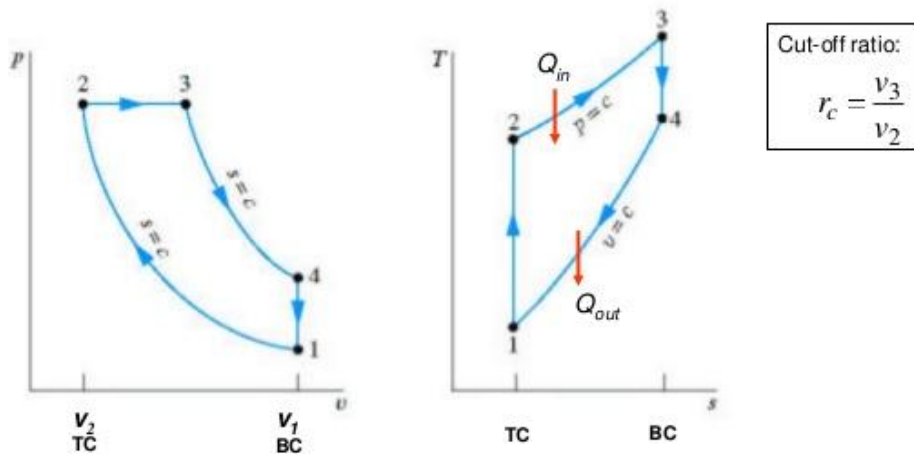 p
2
3
s = c
s = c
4
1
v
v2
TC
v1
BC
T
3
Qin
p = c
2
4
v = c
Qout
1
s
TC
BC
Cut-off ratio:
rc = v3 / v2